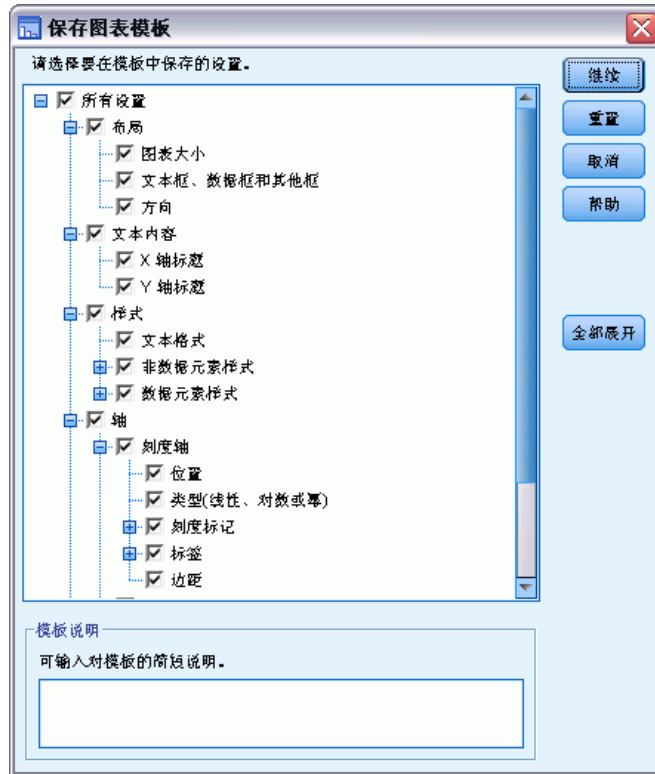 保存图表模板
请选择要在模板中保存的设置。
所有设置
布局
图表大小
文本框、数据框和其他框
方向
文本内容
X 轴标题
Y 轴标题
样式
文本格式
非数据元素样式
数据元素样式
轴
刻度轴
位置
类型(线性、对数或幂)
刻度标记
标签
边距
继续
重置
取消
帮助
全部展开
模板说明
可输入对模板的简短说明。